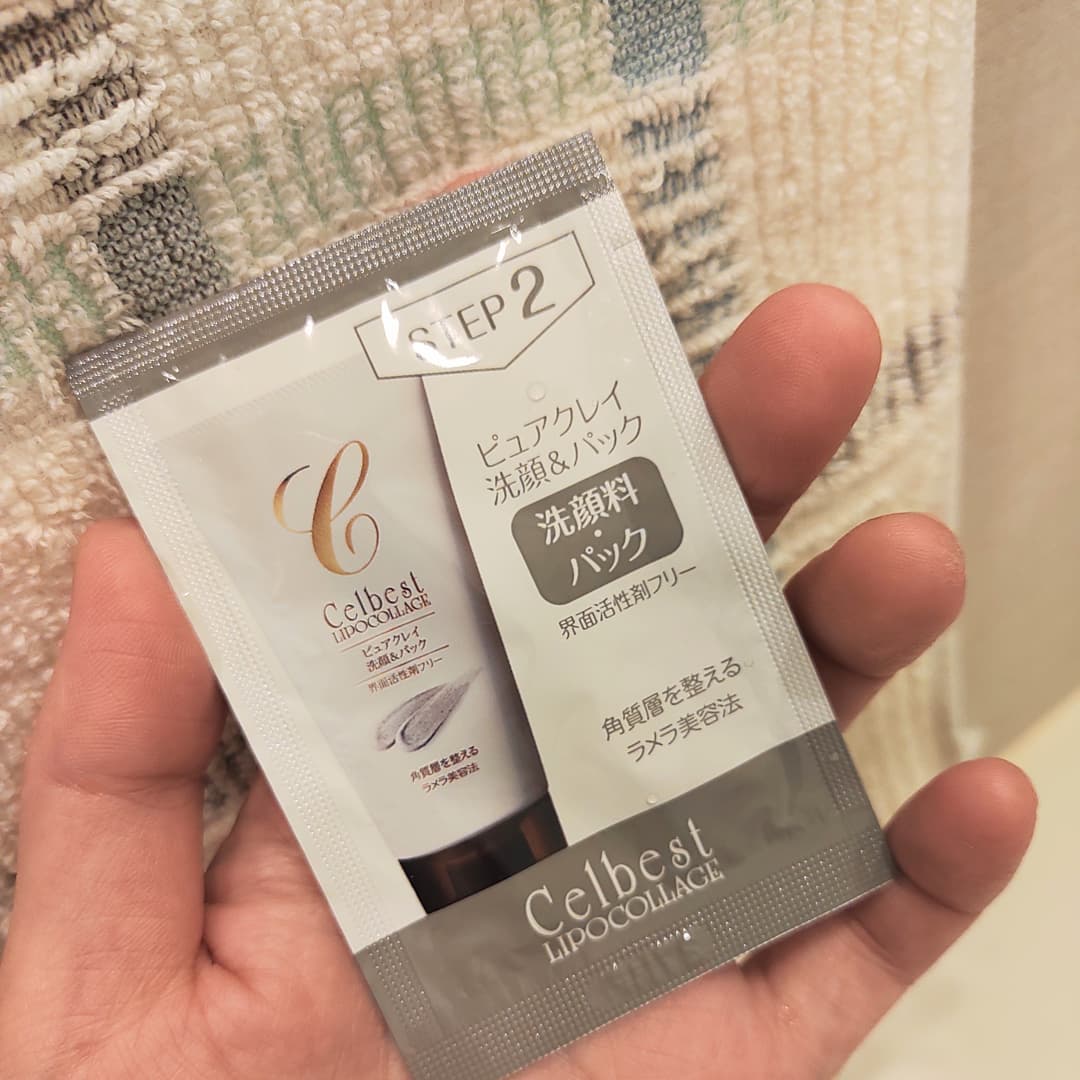 STEP 2
ピュアクレイ
洗顔&パック
洗顔料
・
パック
界面活性剤フリー
角質層を整える
ラメラ美容法
Celbest
LIPOCOLLAGE
C
Celbest
LIPOCOLLAGE
ピュアクレイ
洗顔&パック
界面活性剤フリー
角質層を整える
ラメラ美容法